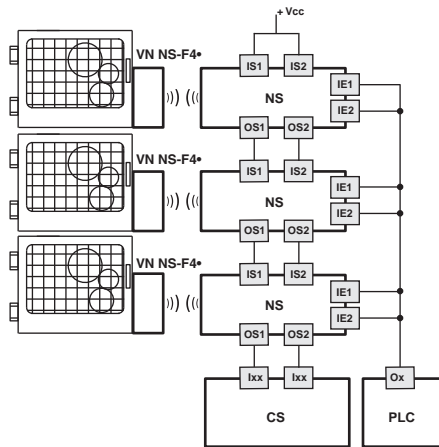 + Vcc
VN NS-F4•
IS1 IS2
IE1
NS
IE2
OS1 OS2
VN NS-F4•
IS1 IS2
IE1
NS
IE2
OS1 OS2
VN NS-F4•
IS1 IS2
IE1
NS
IE2
OS1 OS2
Ixx Ixx Ox
CS PLC